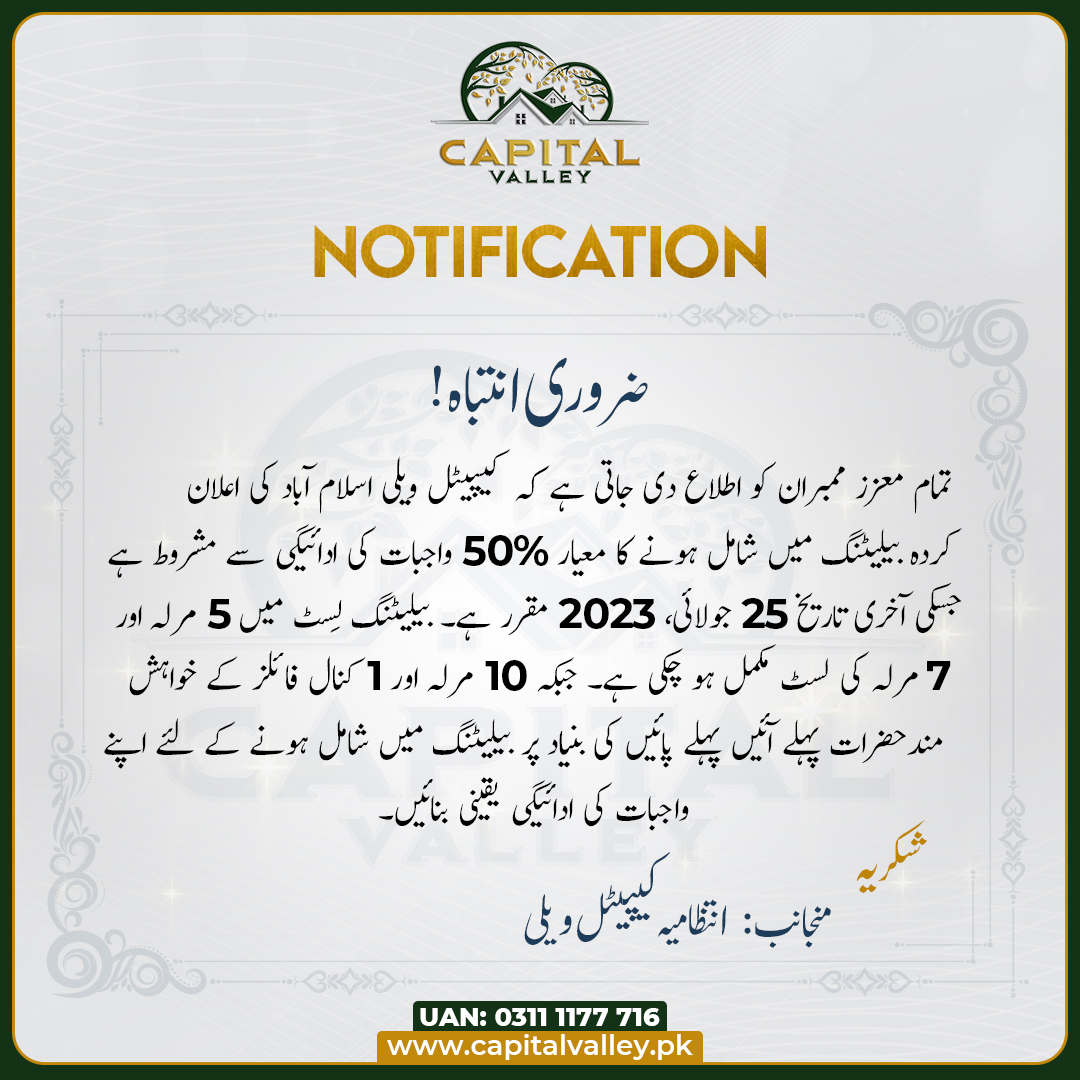 CAPITAL
VALLEY
NOTIFICATION
ضروری انتباہ!
تمام معزز ممبران کو اطلاع دی جاتی ہے کہ کیپیٹل ویلی اسلام آباد کی اعلان
کردہ بیلیٹنگ میں شامل ہونے کا معیار 50% واجبات کی ادائیگی سے مشروط ہے
جسکی آخری تاریخ 25 جولائی، 2023 مقرر ہے۔ بیلیٹنگ لِسٹ میں 5 مرلہ اور
7 مرلہ کی لسٹ مکمل ہو چکی ہے۔ جبکہ 10 مرلہ اور 1 کنال فائلز کے خواہش
مند حضرات پہلے آئیں پہلے پائیں کی بنیاد پر بیلیٹنگ میں شامل ہونے کے لئے اپنے
واجبات کی ادائیگی یقینی بنائیں۔
شکریہ
منجانب: انتظامیہ کیپیٹل ویلی
UAN: 0311 1177 716
www.capitalvalley.pk